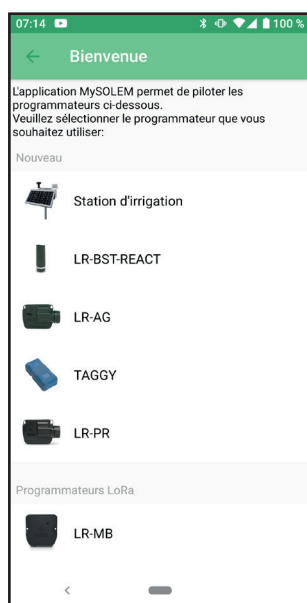 07:14 100 %
Bienvenue
L'application MySOLEM permet de piloter les
programmateurs ci-dessous.
Veuillez sélectionner le programmateur que vous
souhaitez utiliser:
Nouveau
Station d'irrigation
LR-BST-REACT
LR-AG
TAGGY
LR-PR
Programmateurs LoRa
LR-MB